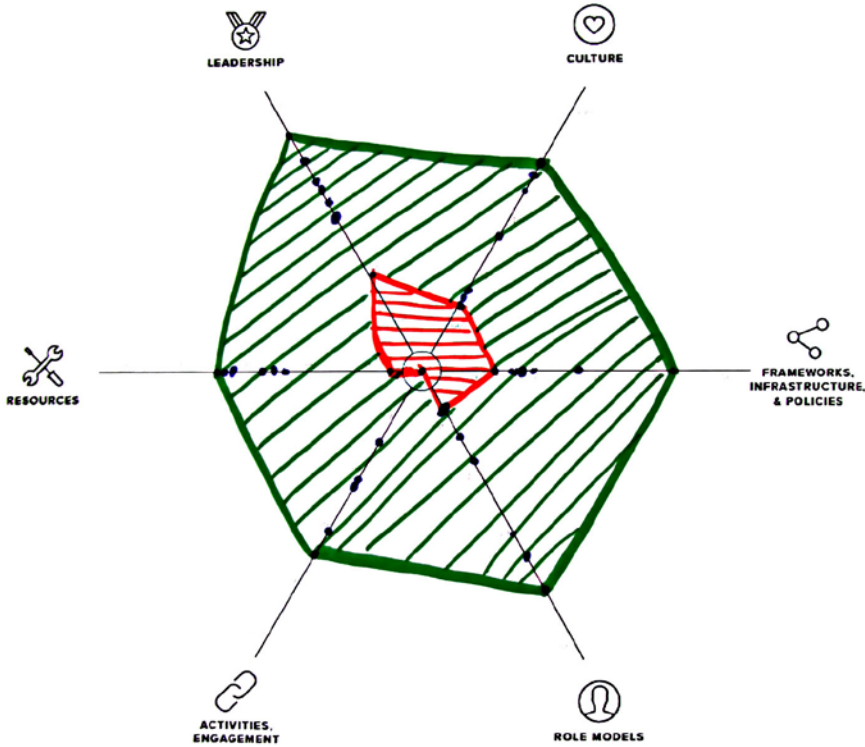 LEADERSHIP
CULTURE
RESOURCES
FRAMEWORKS,
INFRASTRUCTURE,
& POLICIES
ACTIVITIES,
ENGAGEMENT
ROLE MODELS